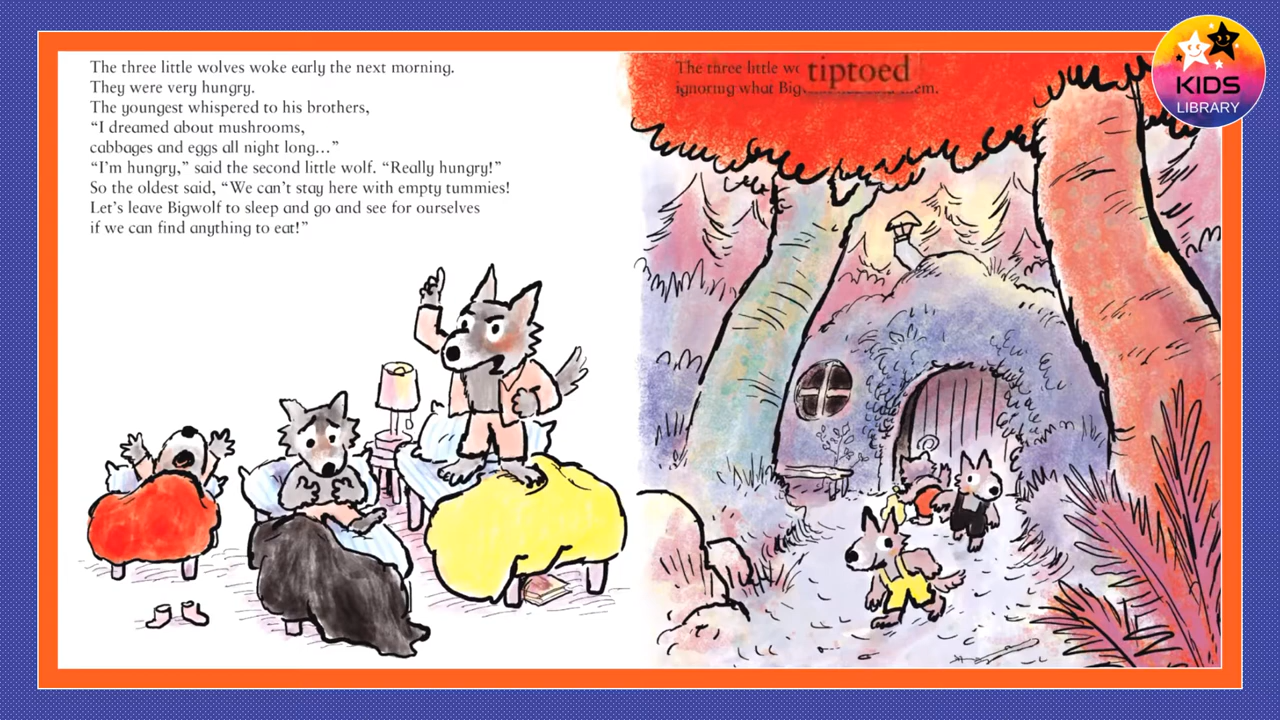 The three little wolves woke early the next morning.
They were very hungry.
The youngest whispered to his brothers,
“I dreamed about mushrooms,
cabbages and eggs all night long…”
“I’m hungry,” said the second little wolf. “Really hungry!”
So the oldest said, “We can’t stay here with empty tummies!
Let’s leave Bigwolf to sleep and go and see for ourselves
if we can find anything to eat!”
The three little tiptoed
ignoring what
KIDS
LIBRARY